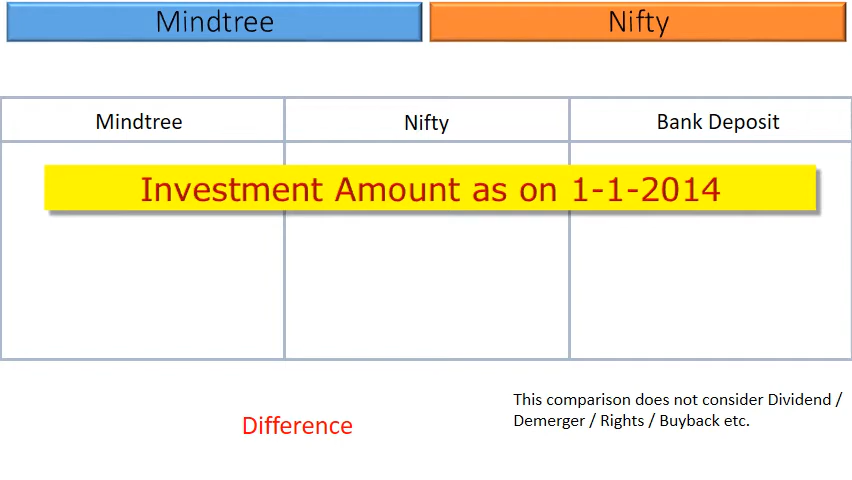 Mindtree
Nifty
Mindtree
Nifty
Bank Deposit
Investment Amount as on 1-1-2014
This comparison does not consider Dividend /
Demerger / Rights / Buyback etc.
Difference